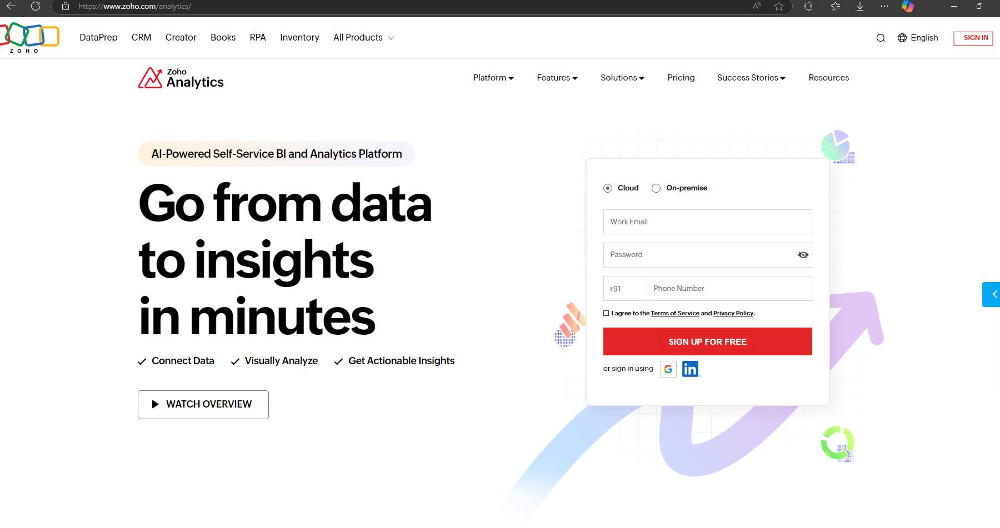 https://www.zoho.com/analytics/
ZOHO
DataPrep CRM Creator Books RPA Inventory All Products
English
SIGN IN
Zoho
Analytics
Platform Features Solutions Pricing Success Stories Resources
AI-Powered Self-Service BI and Analytics Platform
Go from data
to insights
in minutes
Connect Data Visually Analyze Get Actionable Insights
WATCH OVERVIEW
Cloud On-premise
Work Email
Password
+91 Phone Number
I agree to the Terms of Service and Privacy Policy.
SIGN UP FOR FREE
or sign in using G in